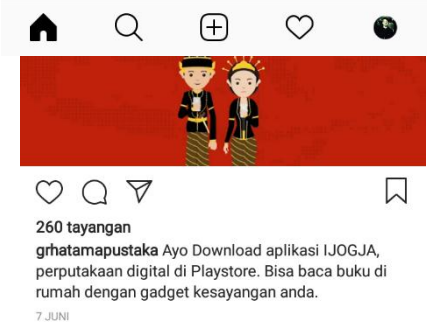 260 tayangan
grhatamapustaka Ayo Download aplikasi IJOGJA,
perputakaan digital di Playstore. Bisa baca buku di
rumah dengan gadget kesayangan anda.
7 JUNI